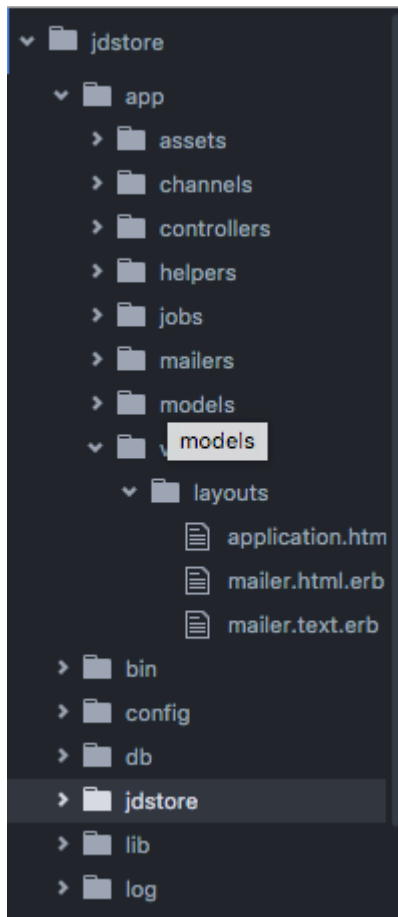 jdstore
app
assets
channels
controllers
helpers
jobs
mailers
models
models
layouts
application.htm
mailer.html.erb
mailer.text.erb
bin
config
db
jdstore
lib
log